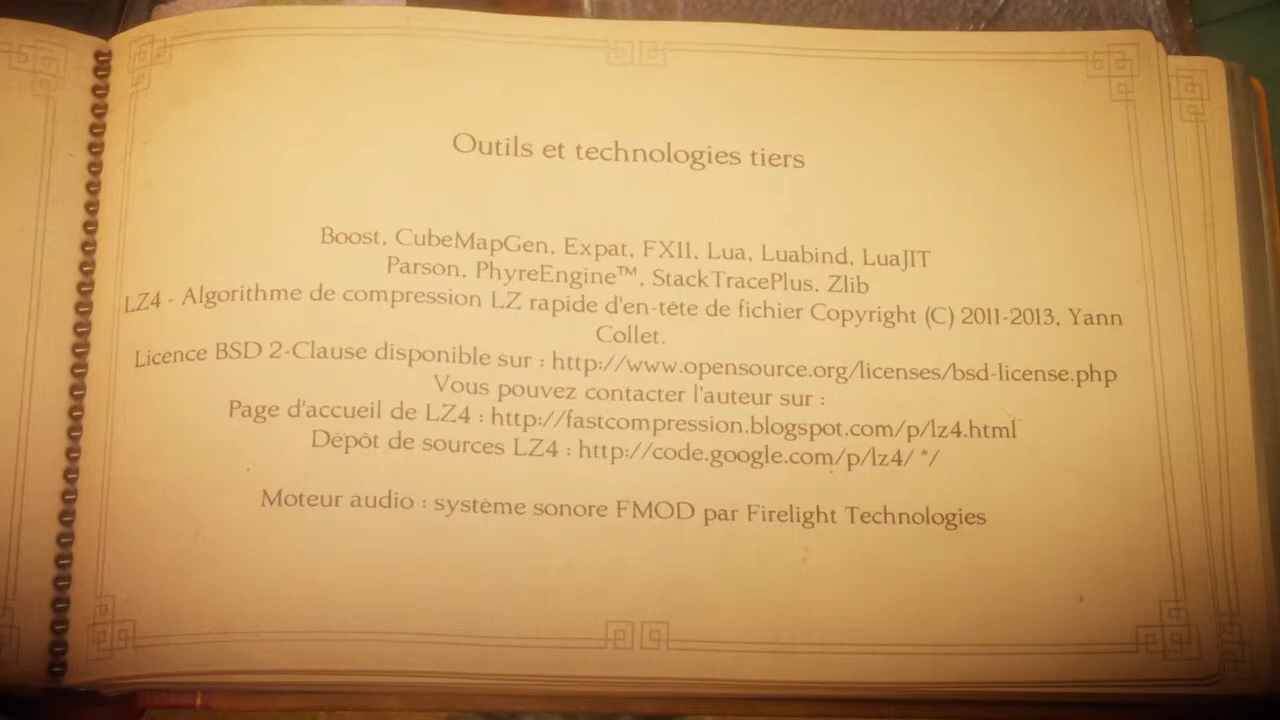 Outils et technologies tiers
Boost, CubeMapGen, Expat, FX11, Lua, Luabind, LuaJIT
Parson, PhyreEngine™, StackTracePlus, Zlib
LZ4 - Algorithme de compression LZ rapide d'en-tête de fichier Copyright (C) 2011-2013, Yann
Collet.
Licence BSD 2-Clause disponible sur : http://www.opensource.org/licenses/bsd-license.php
Vous pouvez contacter l'auteur sur :
Page d'accueil de LZ4 : http://fastcompression.blogspot.com/p/lz4.html
Dépôt de sources LZ4 : http://code.google.com/p/lz4/ */
Moteur audio : système sonore FMOD par Firelight Technologies